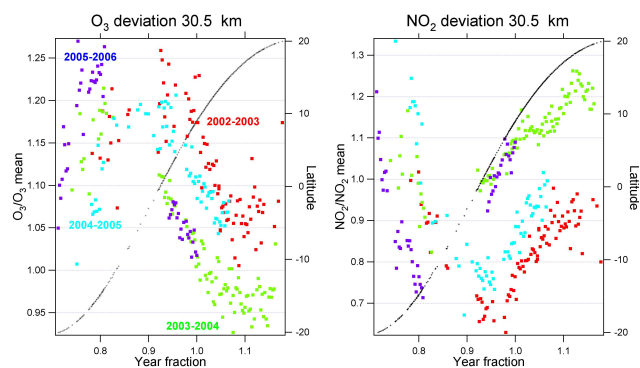 O3 deviation 30.5 km
NO2 deviation 30.5 km
2005-2006
2002-2003
2004-2005
2003-2004
O3/O3 mean
1.25
1.20
1.15
1.10
1.05
1.00
0.95
20
10
0
-10
-20
Latitude
0.8 0.9 1.0 1.1
Year fraction
NO2/NO2 mean
1.3
1.2
1.1
1.0
0.9
0.8
0.7
20
10
0
-10
-20
Latitude
0.8 0.9 1.0 1.1
Year fraction